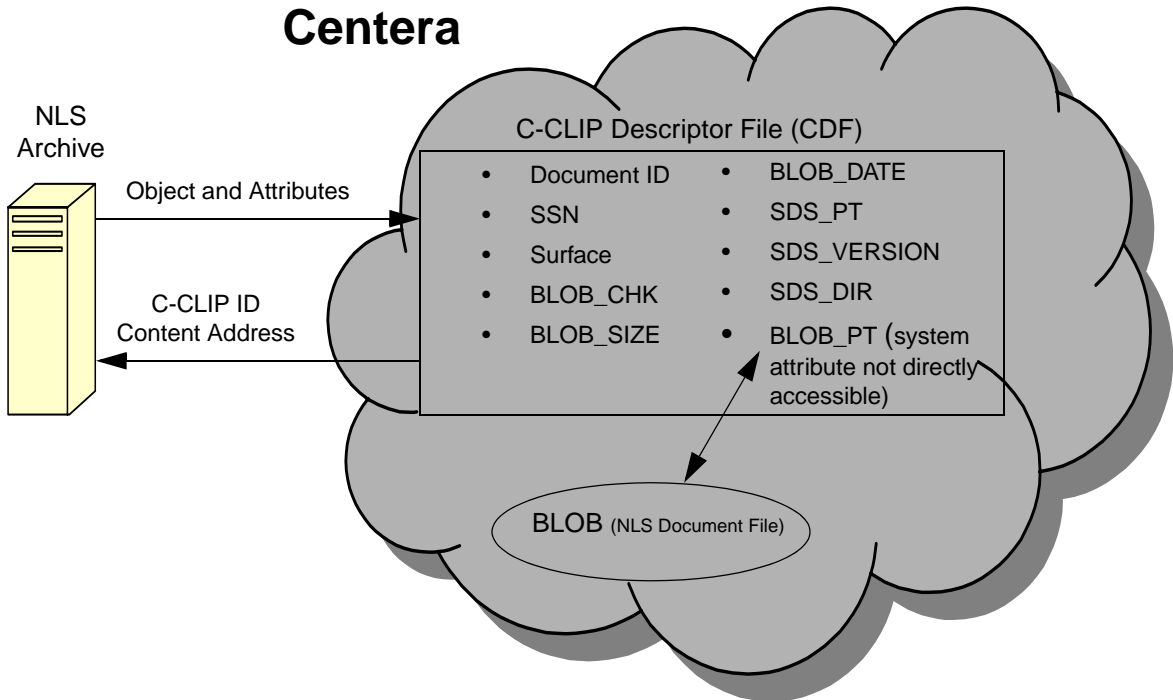 Centera
NLS
Archive
Object and Attributes
C-CLIP ID
Content Address
C-CLIP Descriptor File (CDF)
• Document ID
• SSN
• Surface
• BLOB_CHK
• BLOB_SIZE
• BLOB_DATE
• SDS_PT
• SDS_VERSION
• SDS_DIR
• BLOB_PT (system
attribute not directly
accessible)
BLOB (NLS Document File)